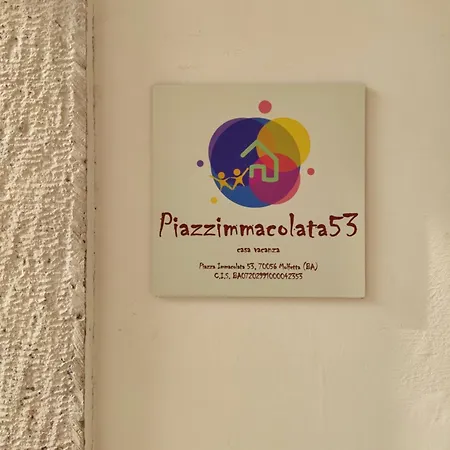 Piazzimmacolata53
casa vacanza
Piazza Immacolata 53, 70056 Molfetta (BA)
C.I.S. BA07202991000042353